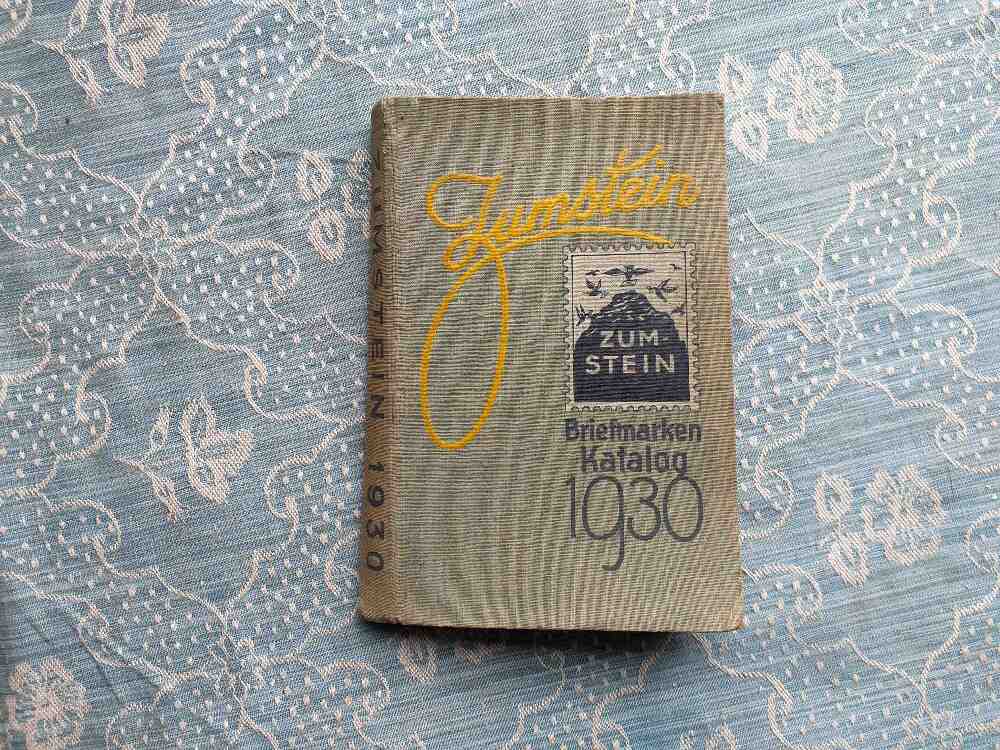 Zumstein
ZUM-
STEIN
Briefmarken
Katalog
1930
ZUMSTEIN 1930